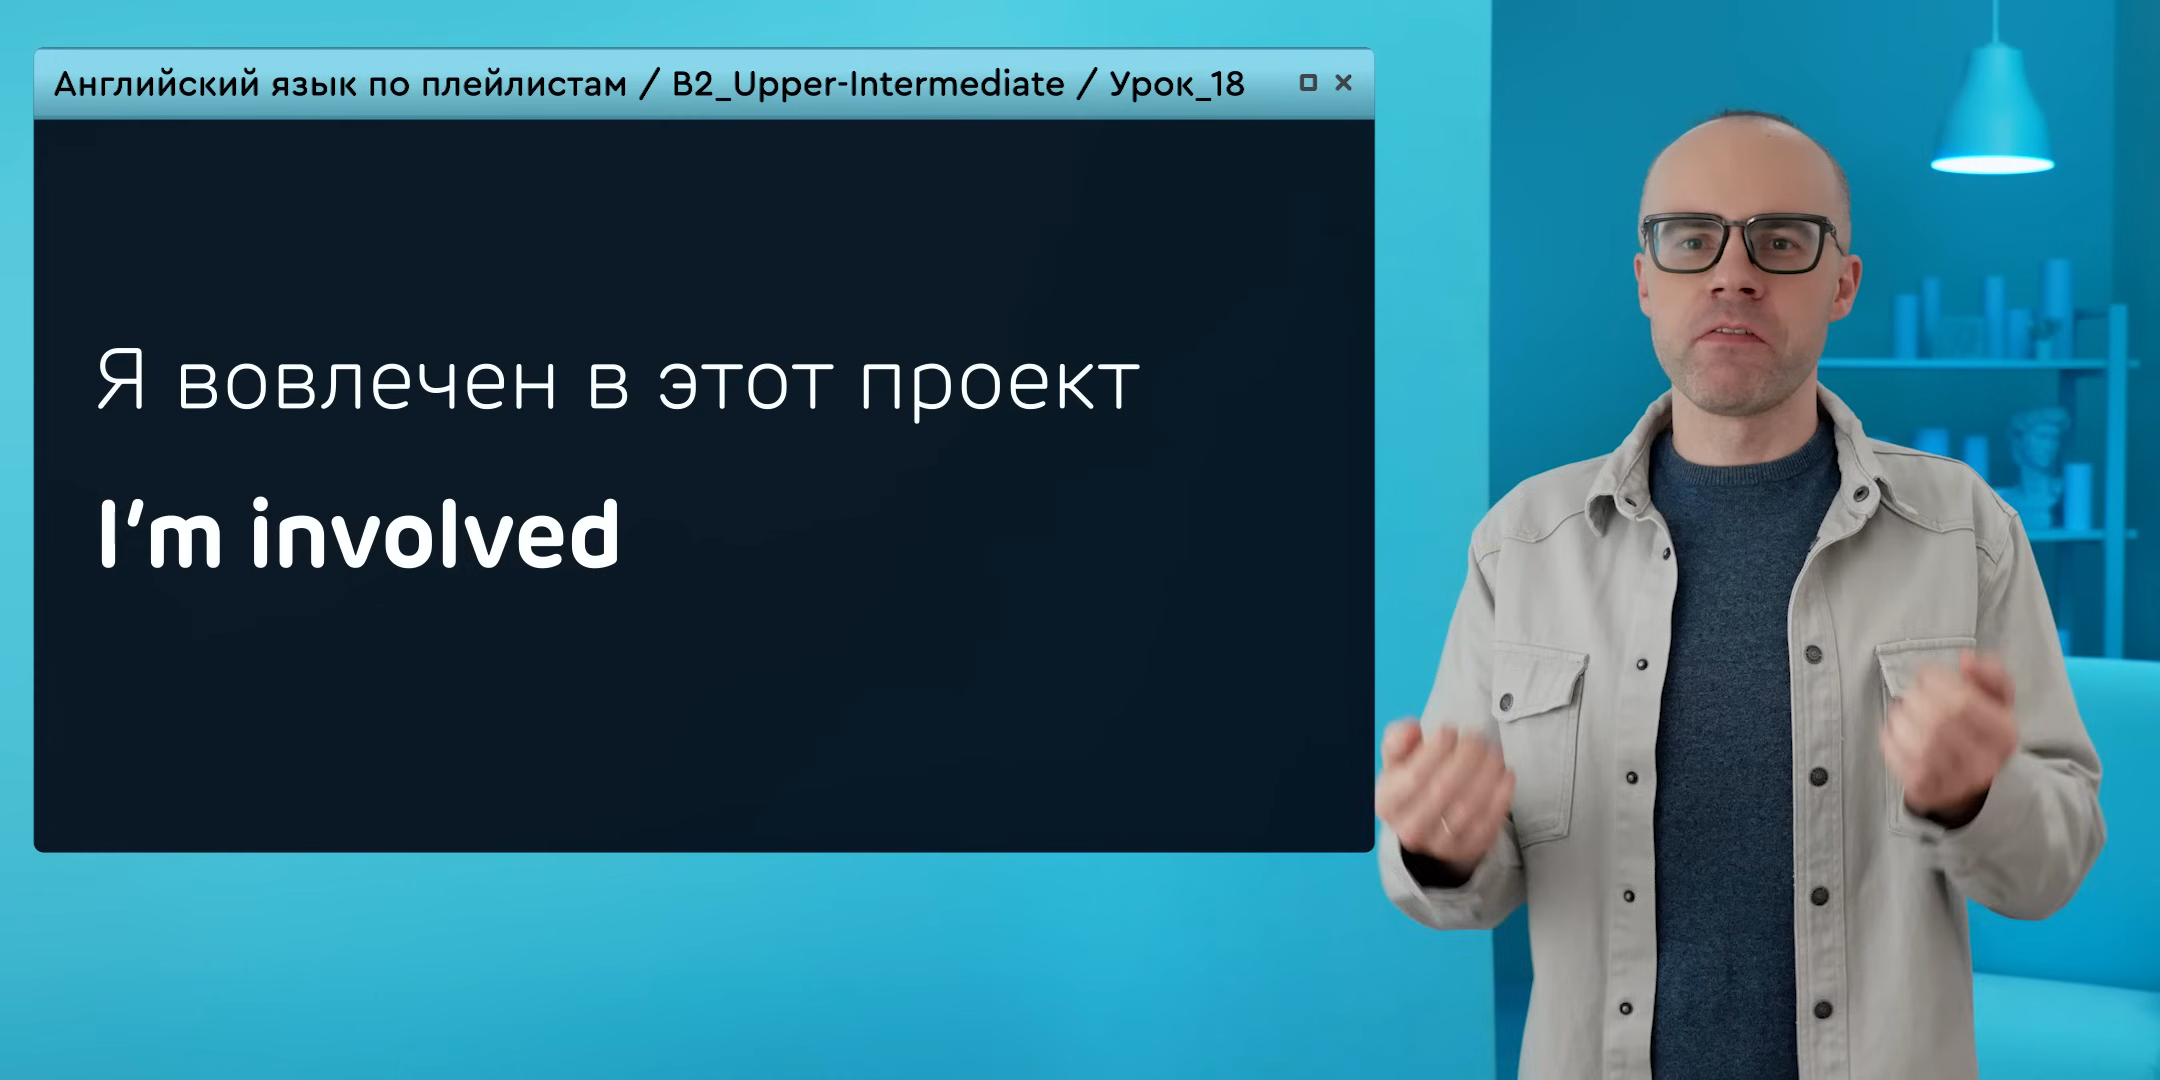 Английский язык по плейлистам / B2_Upper-Intermediate / Урок_18
Я вовлечен в этот проект
I'm involved